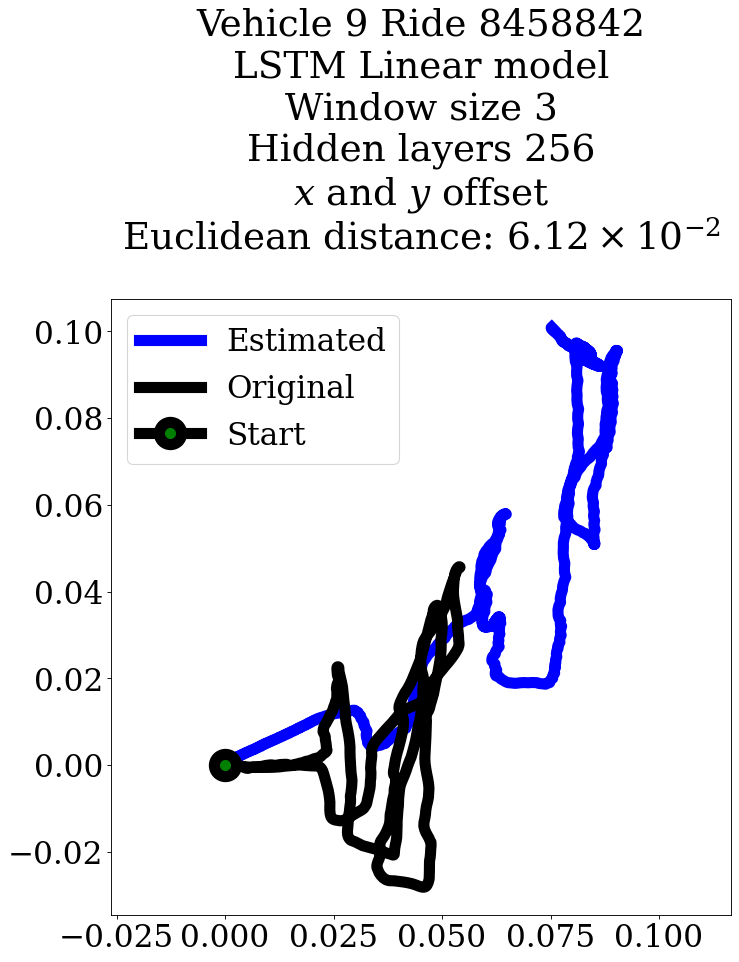 Vehicle 9 Ride 8458842
LSTM Linear model
Window size 3
Hidden layers 256
x and y offset
Euclidean distance: 6.12 × 10⁻²
Estimated
Original
Start
0.10
0.08
0.06
0.04
0.02
0.00
−0.02
−0.025 0.000 0.025 0.050 0.075 0.100